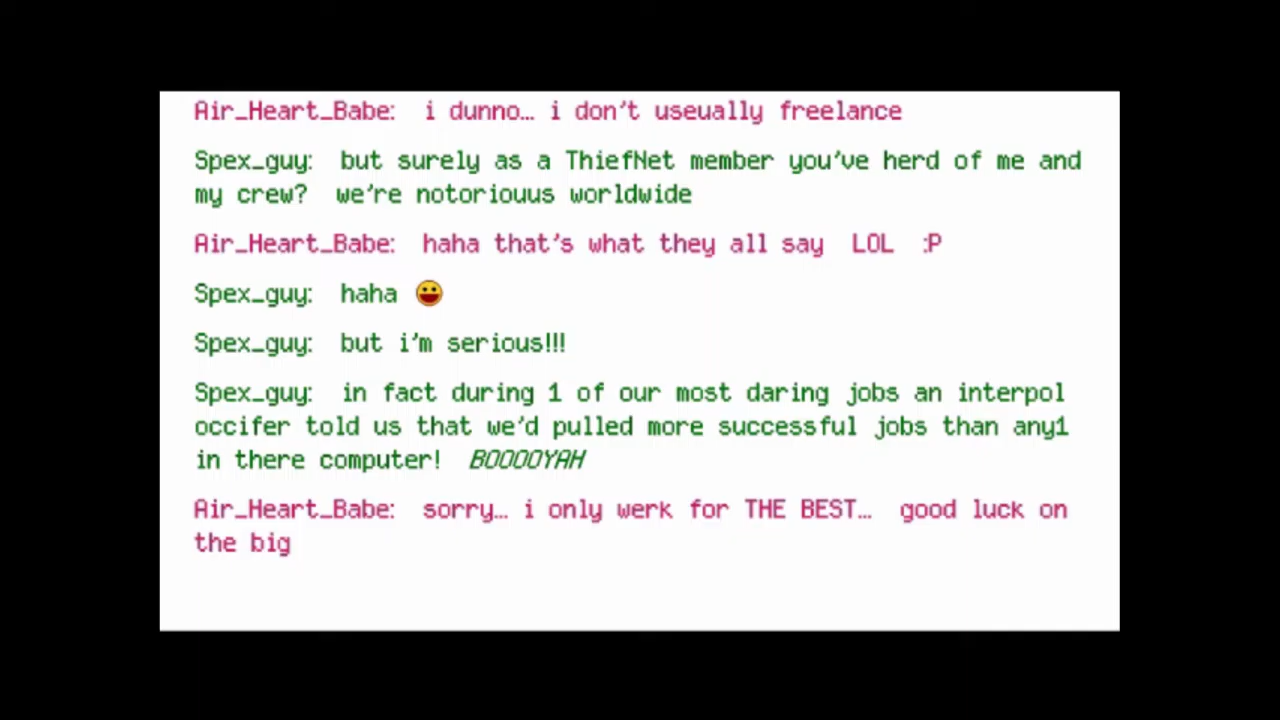 Air_Heart_Babe: i dunno… i don't useually freelance
Spex_guy: but surely as a ThiefNet member you've herd of me and
my crew? we're notoriouus worldwide
Air_Heart_Babe: haha that's what they all say LOL :P
Spex_guy: haha 😀
Spex_guy: but i'm serious!!!
Spex_guy: in fact during 1 of our most daring jobs an interpol
occifer told us that we'd pulled more successful jobs than any1
in there computer! BOOOOYAH
Air_Heart_Babe: sorry… i only werk for THE BEST… good luck on
the big